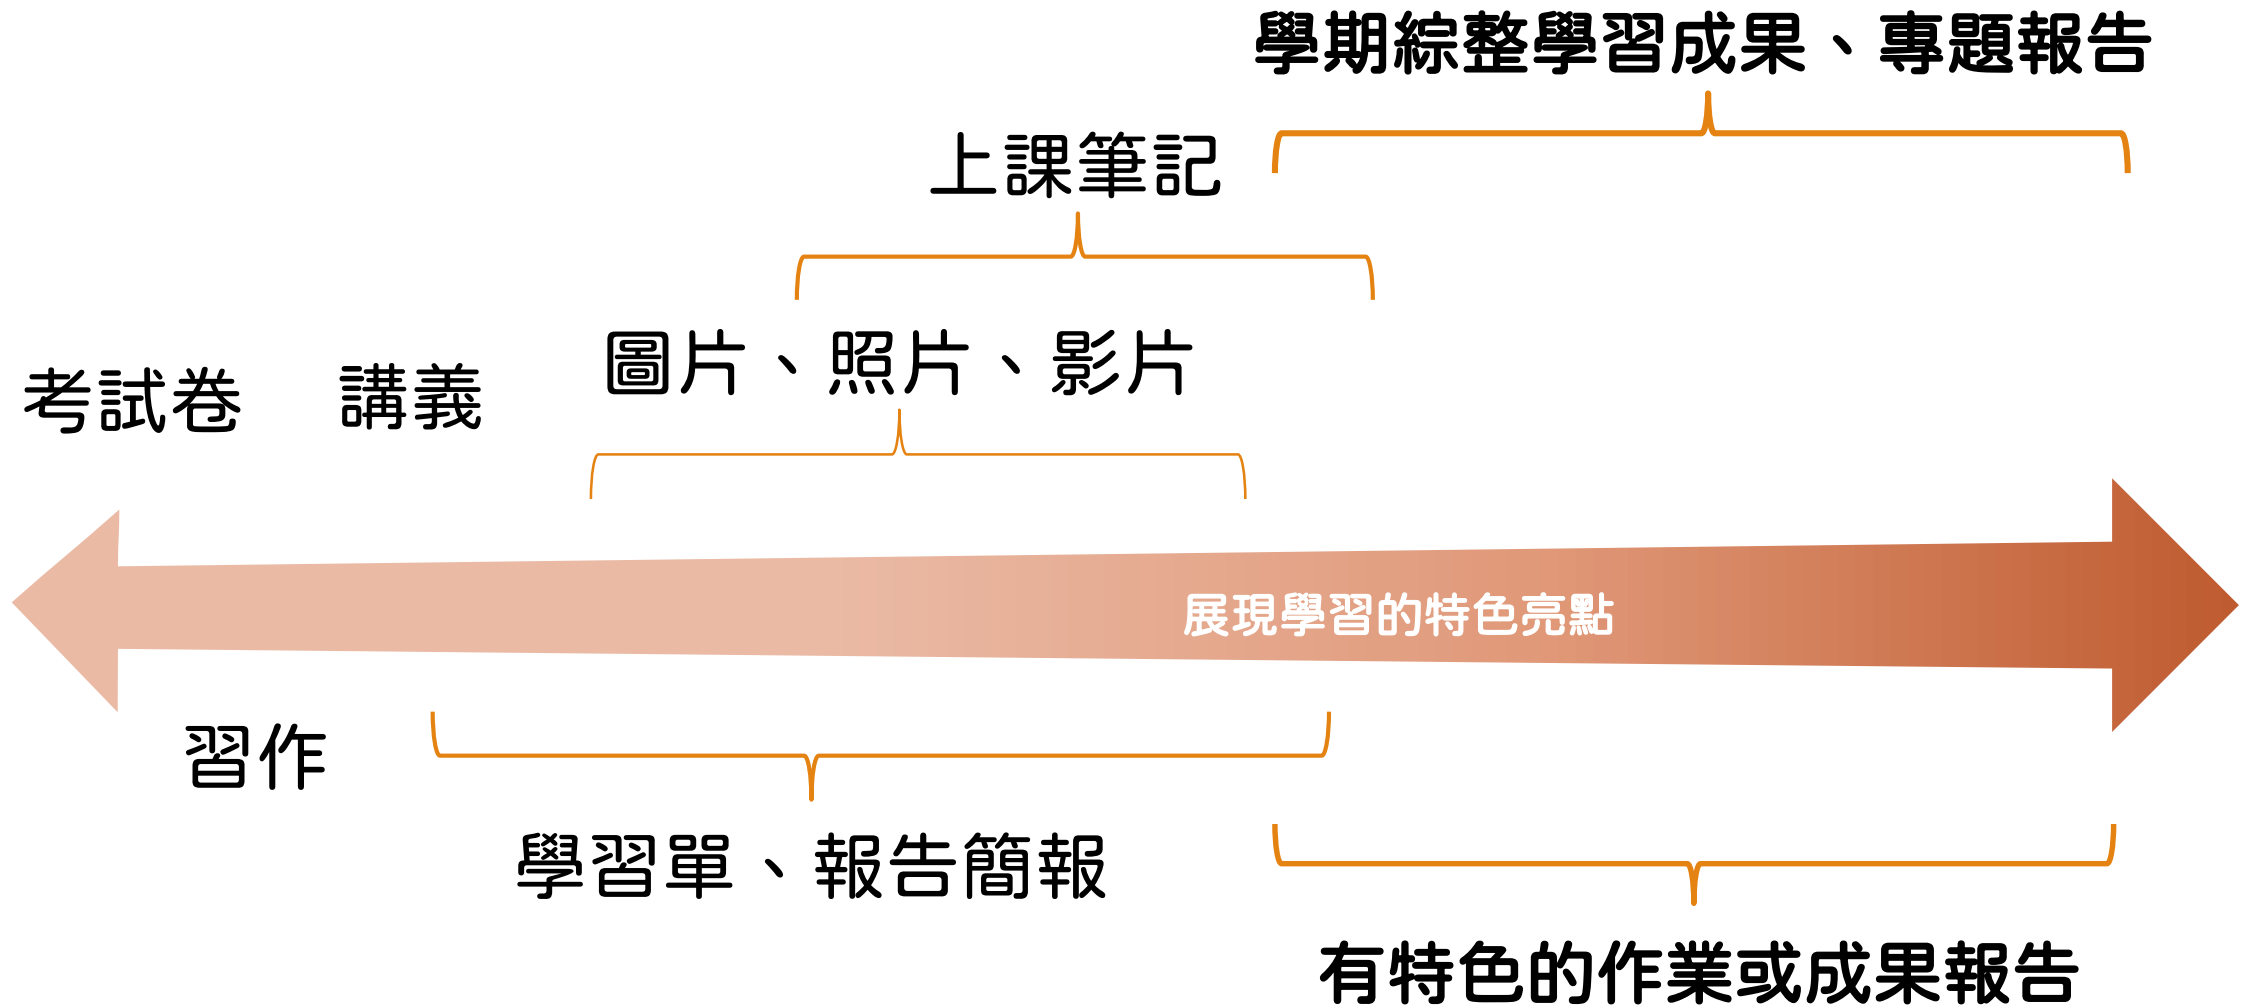 學期綜整學習成果、專題報告
上課筆記
圖片、照片、影片
考試卷
講義
展現學習的特色亮點
習作
學習單、報告簡報
有特色的作業或成果報告